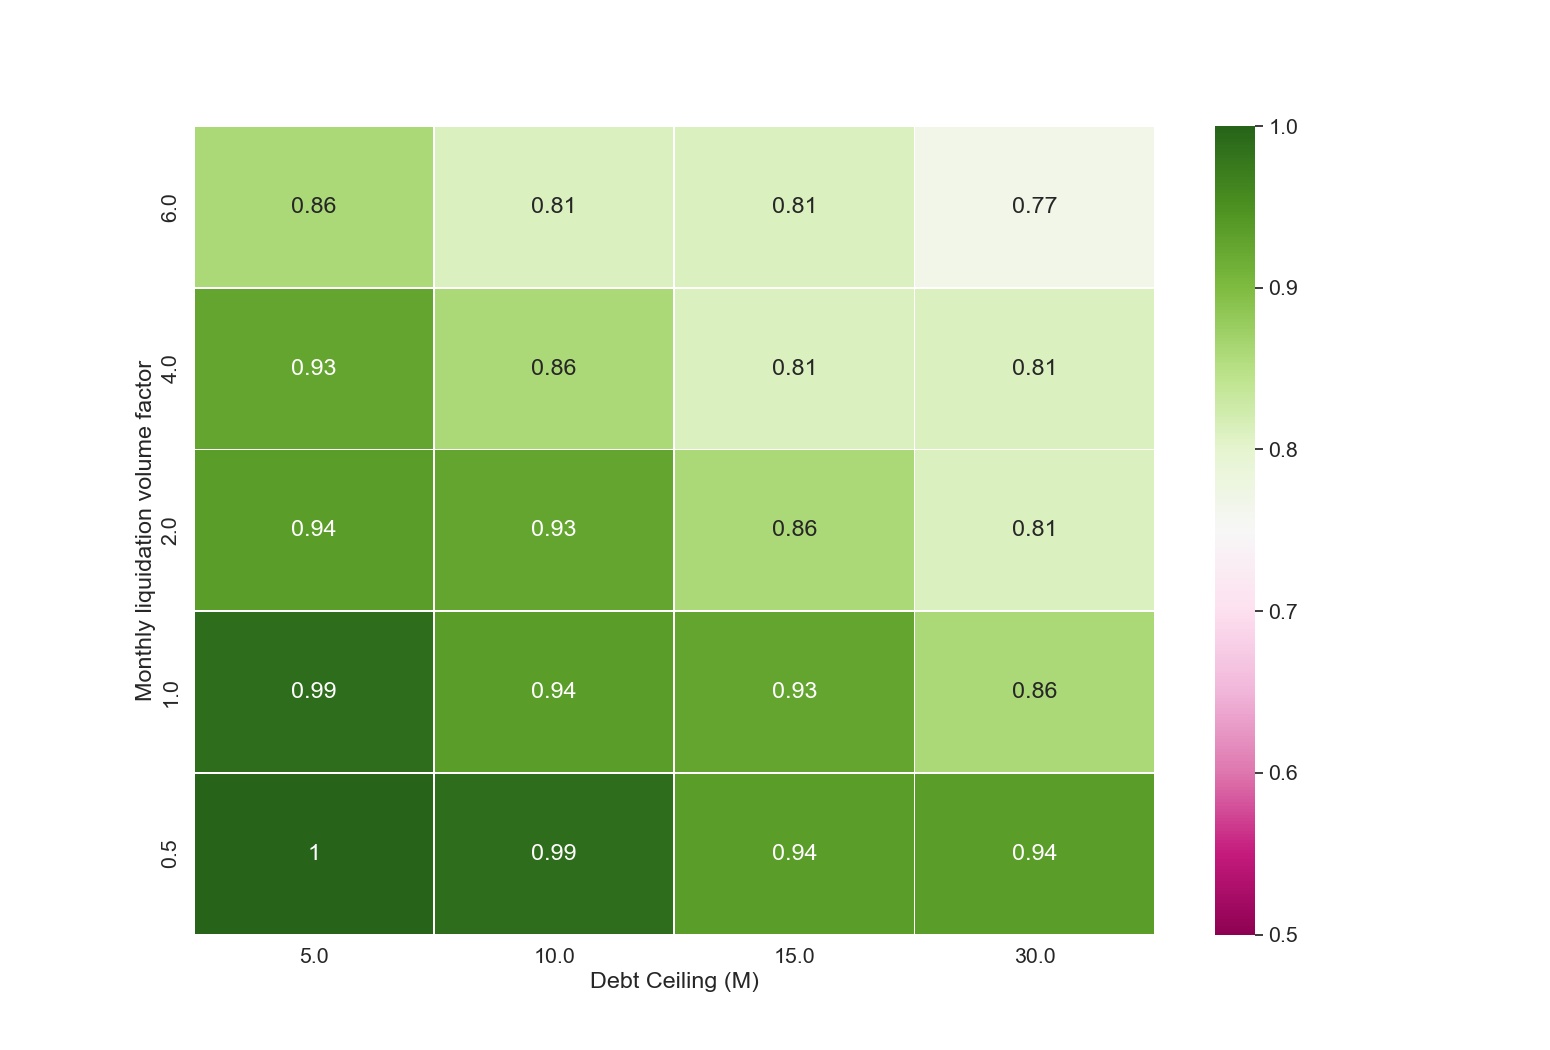 Monthly liquidation volume factor
6.0 0.86 0.81 0.81 0.77
4.0 0.93 0.86 0.81 0.81
2.0 0.94 0.93 0.86 0.81
1.0 0.99 0.94 0.93 0.86
0.5 1 0.99 0.94 0.94
5.0 10.0 15.0 30.0
Debt Ceiling (M)
1.0
0.9
0.8
0.7
0.6
0.5